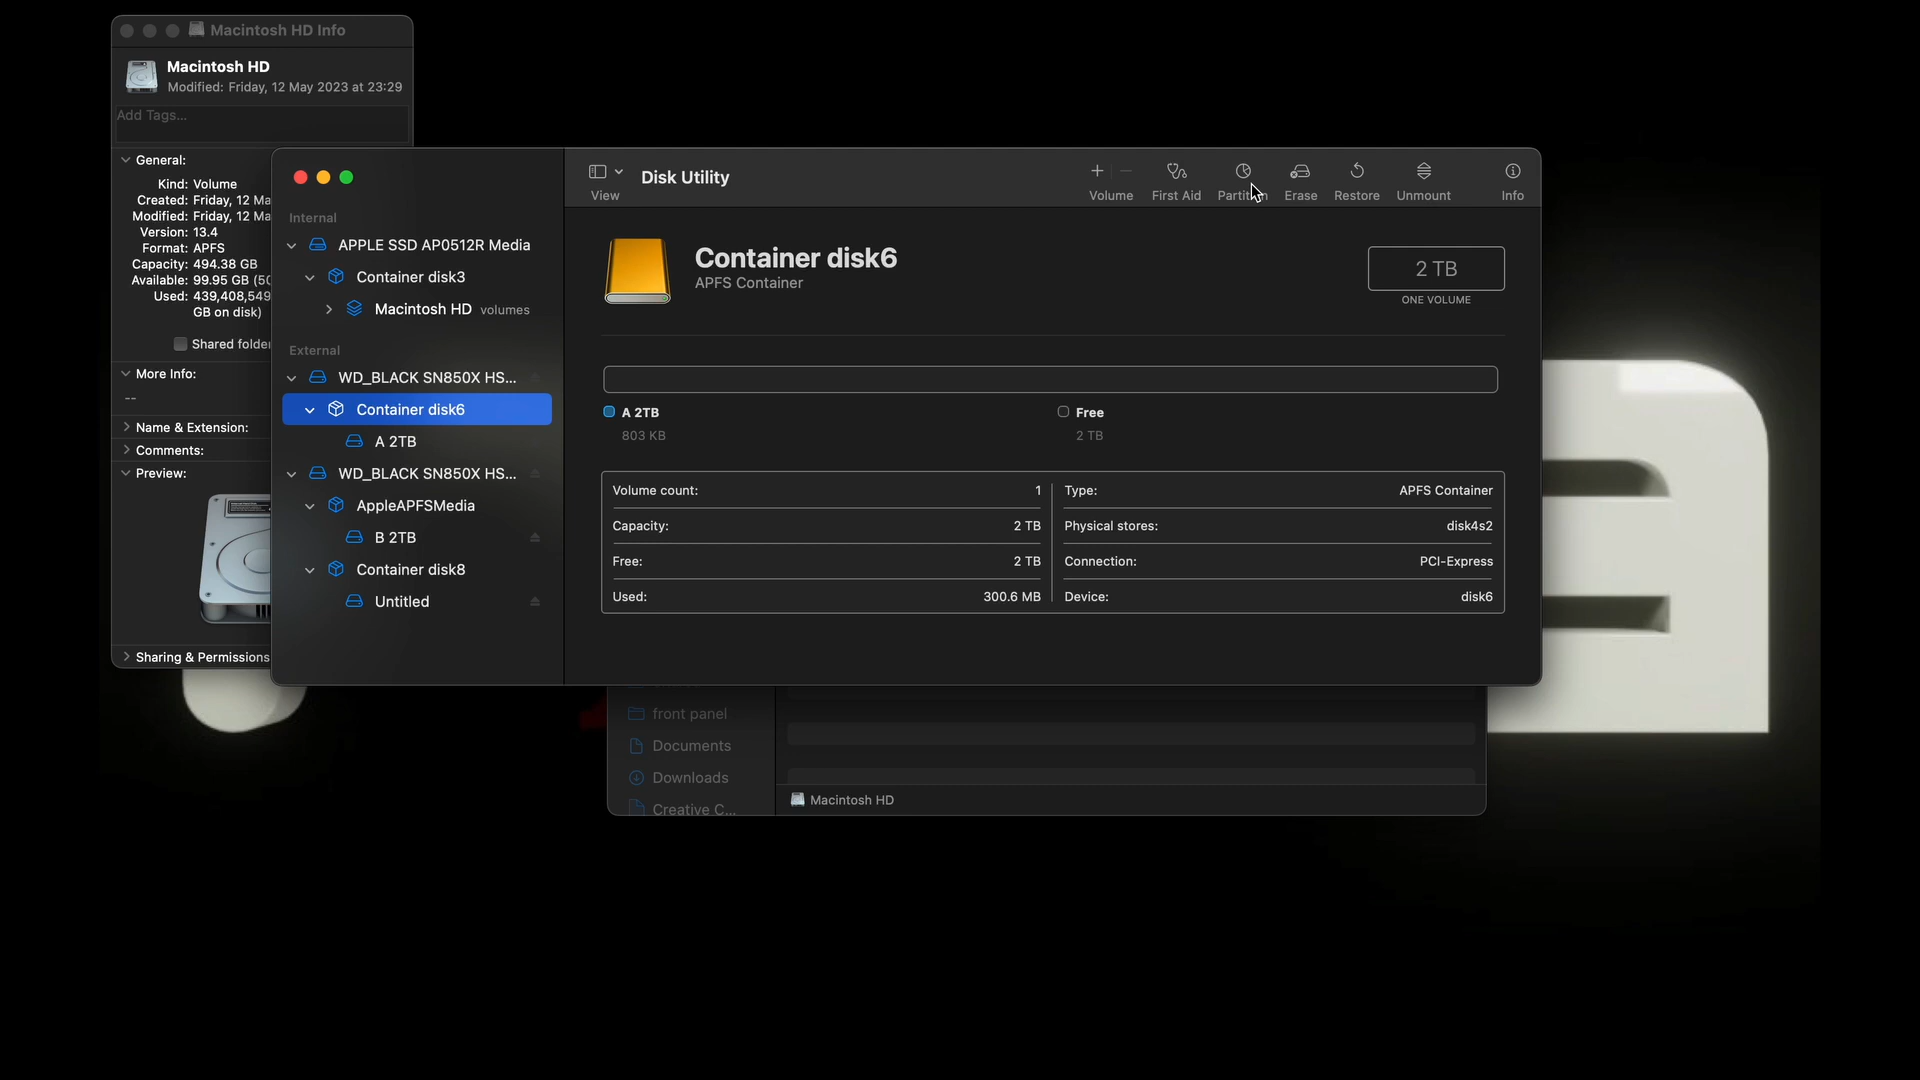 Macintosh HD Info
Macintosh HD
Modified: Friday, 12 May 2023 at 23:29
Add Tags...
General:
Kind: Volume
Created: Friday, 12 Ma
Modified: Friday, 12 Ma
Version: 13.4
Format: APFS
Capacity: 494.38 GB
Available: 99.95 GB (50
Used: 439,408,549
GB on disk)
Shared folder
More Info:
--
Name & Extension:
Comments:
Preview:
Sharing & Permissions
Internal
APPLE SSD AP0512R Media
Container disk3
Macintosh HD volumes
External
WD_BLACK SN850X HS...
Container disk6
A 2TB
WD_BLACK SN850X HS...
AppleAPFSMedia
B 2TB
Container disk8
Untitled
View
Disk Utility
Volume
First Aid
Partition
Erase
Restore
Unmount
Info
Container disk6
APFS Container
2 TB
ONE VOLUME
A 2TB
803 KB
Free
2 TB
Volume count: 1
Capacity: 2 TB
Free: 2 TB
Used: 300.6 MB
Type: APFS Container
Physical stores: disk4s2
Connection: PCI-Express
Device: disk6
front panel
Documents
Downloads
Creative C...
Macintosh HD